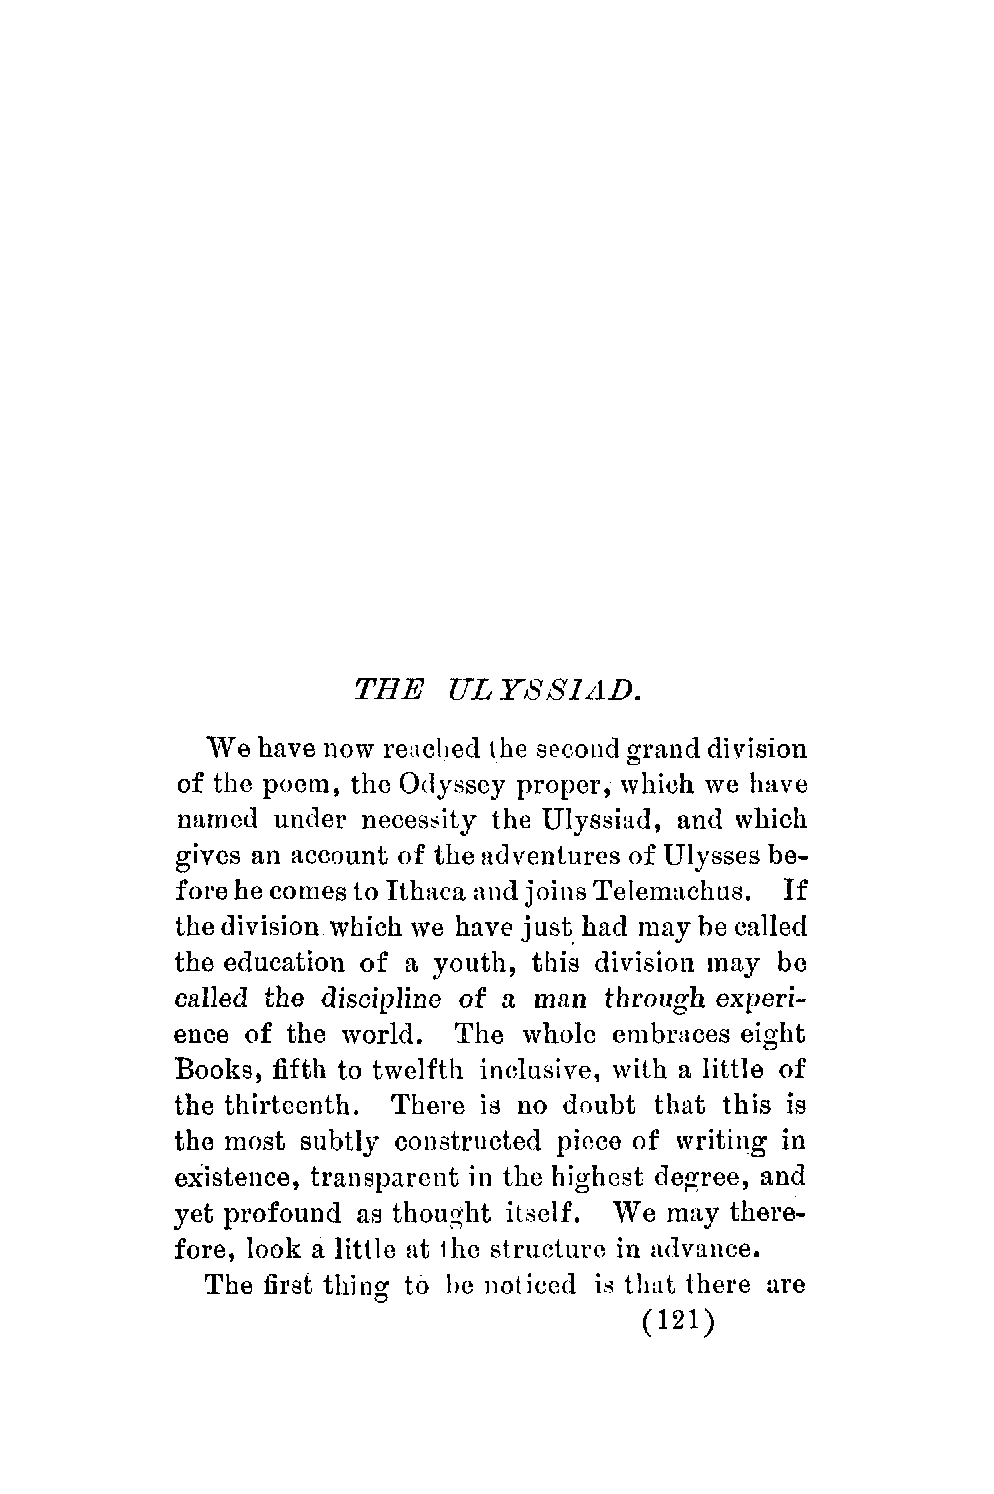 THE ULYSSIAD.
We have now reached the second grand division
of the poem, the Odyssey proper, which we have
named under necessity the Ulyssiad, and which
gives an account of the adventures of Ulysses be-
fore he comes to Ithaca and joins Telemachus. If
the division which we have just had may be called
the education of a youth, this division may be
called the discipline of a man through experi-
ence of the world. The whole embraces eight
Books, fifth to twelfth inclusive, with a little of
the thirteenth. There is no doubt that this is
the most subtly constructed piece of writing in
existence, transparent in the highest degree, and
yet profound as thought itself. We may there-
fore, look a little at the structure in advance.
The first thing to be noticed is that there are
(121)